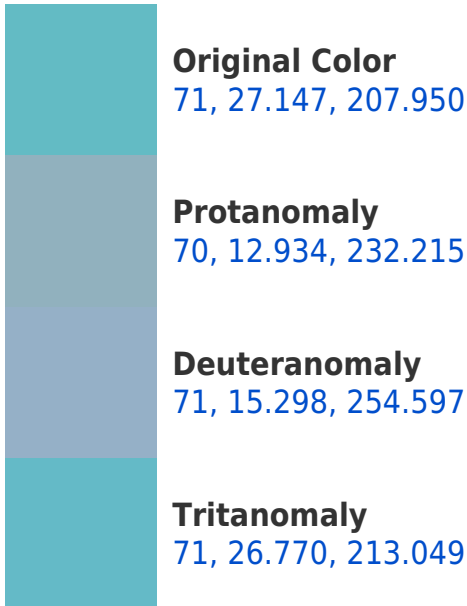 Original Color
71, 27.147, 207.950
Protanomaly
70, 12.934, 232.215
Deuteranomaly
71, 15.298, 254.597
Tritanomaly
71, 26.770, 213.049